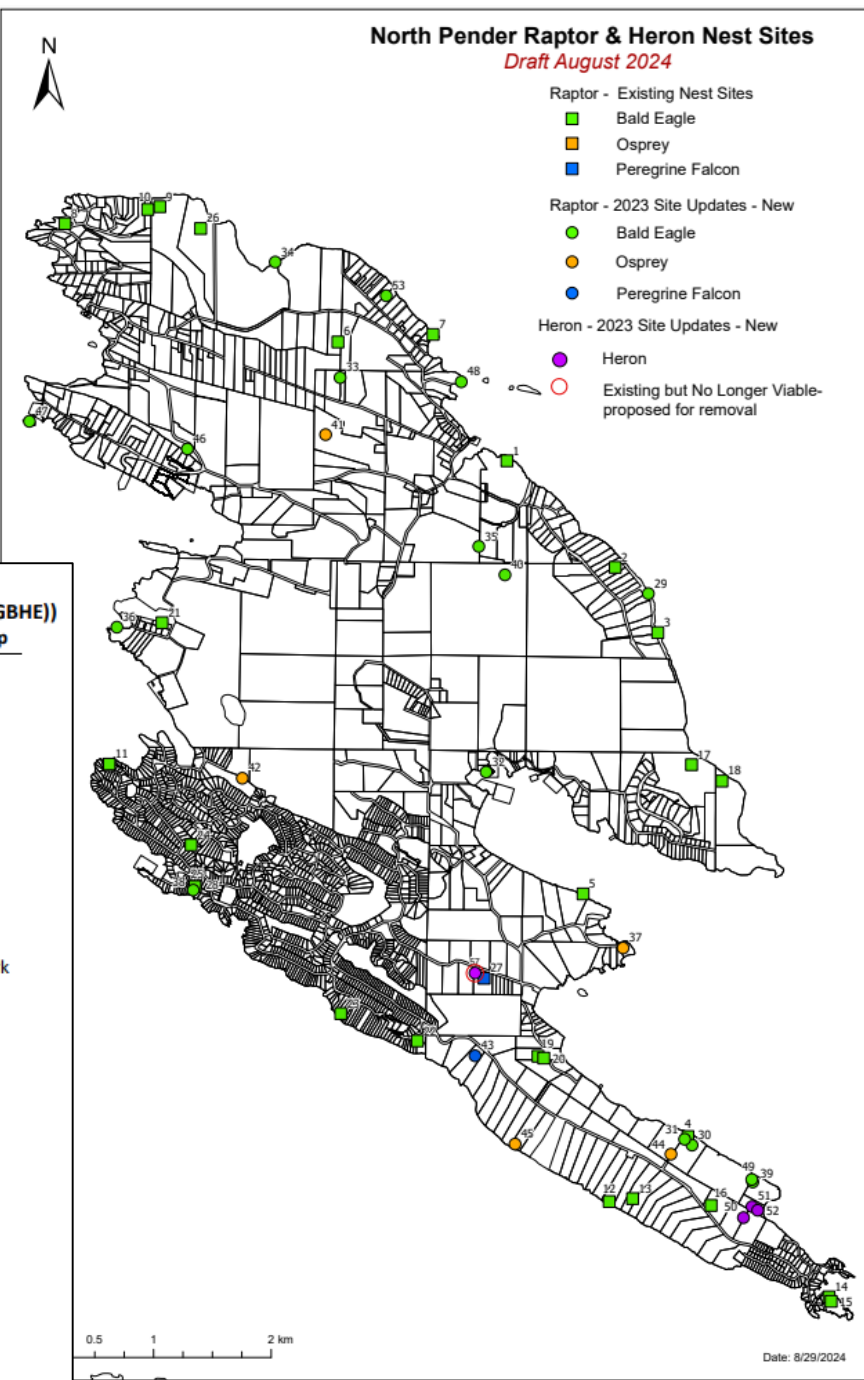 North Pender Raptor & Heron Nest Sites
Draft August 2024
N
Raptor - Existing Nest Sites
Bald Eagle
Osprey
Peregrine Falcon
Raptor - 2023 Site Updates - New
Bald Eagle
Osprey
Peregrine Falcon
Heron - 2023 Site Updates - New
Heron
Existing but No Longer Viable-
proposed for removal
10 9
8
26
34
53
7
6
33
48
47
41
46
1
35
40
2
29
3
GBHE))
p
36
21
11
42
32
17
18
5
37
k
57
27
43
19
20
45
4
31
30
44
49
39
12
13
16
51
50
52
14
15
0.5 1 2 km
Date: 8/29/2024